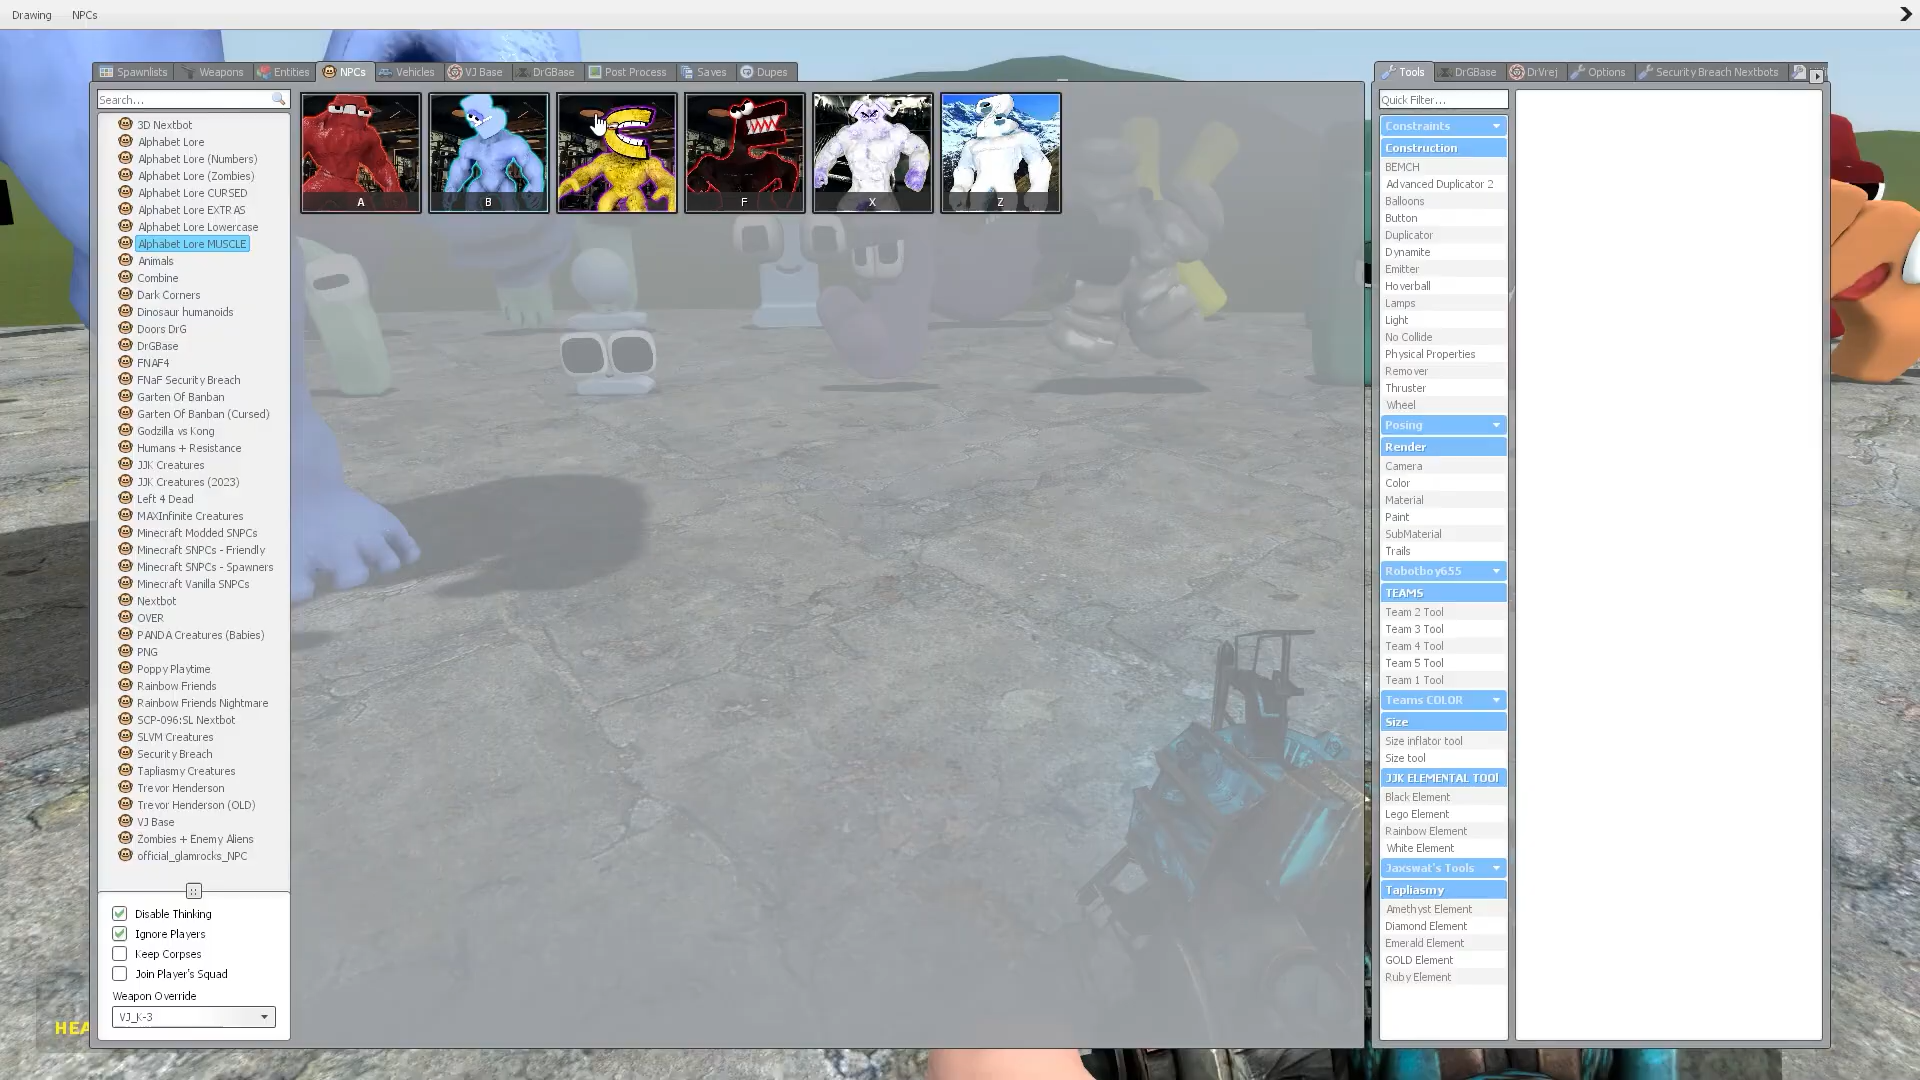 Drawing NPCs
Spawnlists Weapons Entities NPCs Vehicles VJ Base DrGBase Post Process Saves Dupes
Search...
3D Nextbot
Alphabet Lore
Alphabet Lore (Numbers)
Alphabet Lore (Zombies)
Alphabet Lore CURSED
Alphabet Lore EXTRAS
Alphabet Lore Lowercase
Alphabet Lore MUSCLE
Animals
Combine
Dark Corners
Dinosaur humanoids
Doors DrG
DrGBase
FNAF4
FNaF Security Breach
Garten Of Banban
Garten Of Banban (Cursed)
Godzilla vs Kong
Humans + Resistance
JJK Creatures
JJK Creatures (2023)
Left 4 Dead
MAXInfinite Creatures
Minecraft Modded SNPCs
Minecraft SNPCs - Friendly
Minecraft SNPCs - Spawners
Minecraft Vanilla SNPCs
Nextbot
OVER
PANDA Creatures (Babies)
PNG
Poppy Playtime
Rainbow Friends
Rainbow Friends Nightmare
SCP-096:SL Nextbot
SLVM Creatures
Security Breach
Tapliasmy Creatures
Trevor Henderson
Trevor Henderson (OLD)
VJ Base
Zombies + Enemy Aliens
official_glamrocks_NPC
Disable Thinking
Ignore Players
Keep Corpses
Join Player's Squad
Weapon Override
VJ_K-3
HEA
A B F X Z
Tools DrGBase DrVrej Options Security Breach Nextbots
Quick Filter...
Constraints
Construction
BEMCH
Advanced Duplicator 2
Balloons
Button
Duplicator
Dynamite
Emitter
Hoverball
Lamps
Light
No Collide
Physical Properties
Remover
Thruster
Wheel
Posing
Render
Camera
Color
Material
Paint
SubMaterial
Trails
Robotboy655
TEAMS
Team 2 Tool
Team 3 Tool
Team 4 Tool
Team 5 Tool
Team 1 Tool
Teams COLOR
Size
Size inflator tool
Size tool
JJK ELEMENTAL TOOl
Black Element
Lego Element
Rainbow Element
White Element
Jaxswat's Tools
Tapliasmy
Amethyst Element
Diamond Element
Emerald Element
GOLD Element
Ruby Element